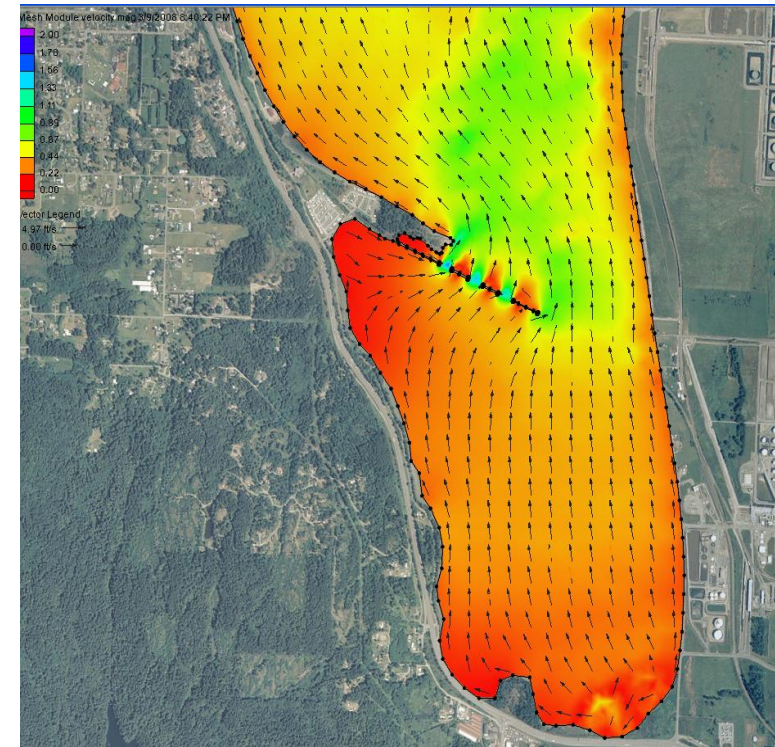 Mesh Module velocity mag 3/9/2008 8:40:22 PM
2.00
1.78
1.56
1.33
1.11
0.89
0.67
0.44
0.22
0.00
ector Legend
4.97 ft/s
0.00 ft/s